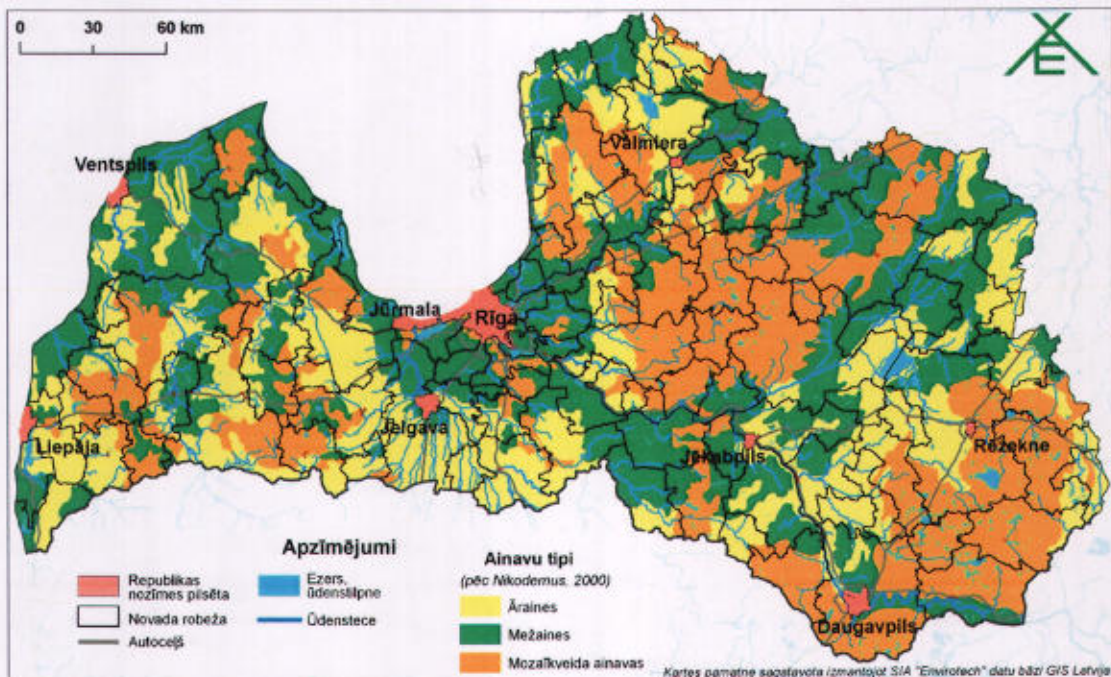 0 30 60 km
Ventspils
Valmiera
Jūrmala
Rīga
Liepāja
Jelgava
Jēkabpils
Rēzekne
Daugavpils
Apzīmējumi
Republikas
nozīmes pilsēta
Novada robeža
Autoceļš
Ezers,
ūdenstilpne
Ūdenstece
Ainavu tipi
(pēc Nikodemus, 2000)
Āraines
Mežaines
Mozaīkveida ainavas
Kartes pamatne sagatavota izmantojot SIA "Envirotech" datu bāzi GIS Latvija